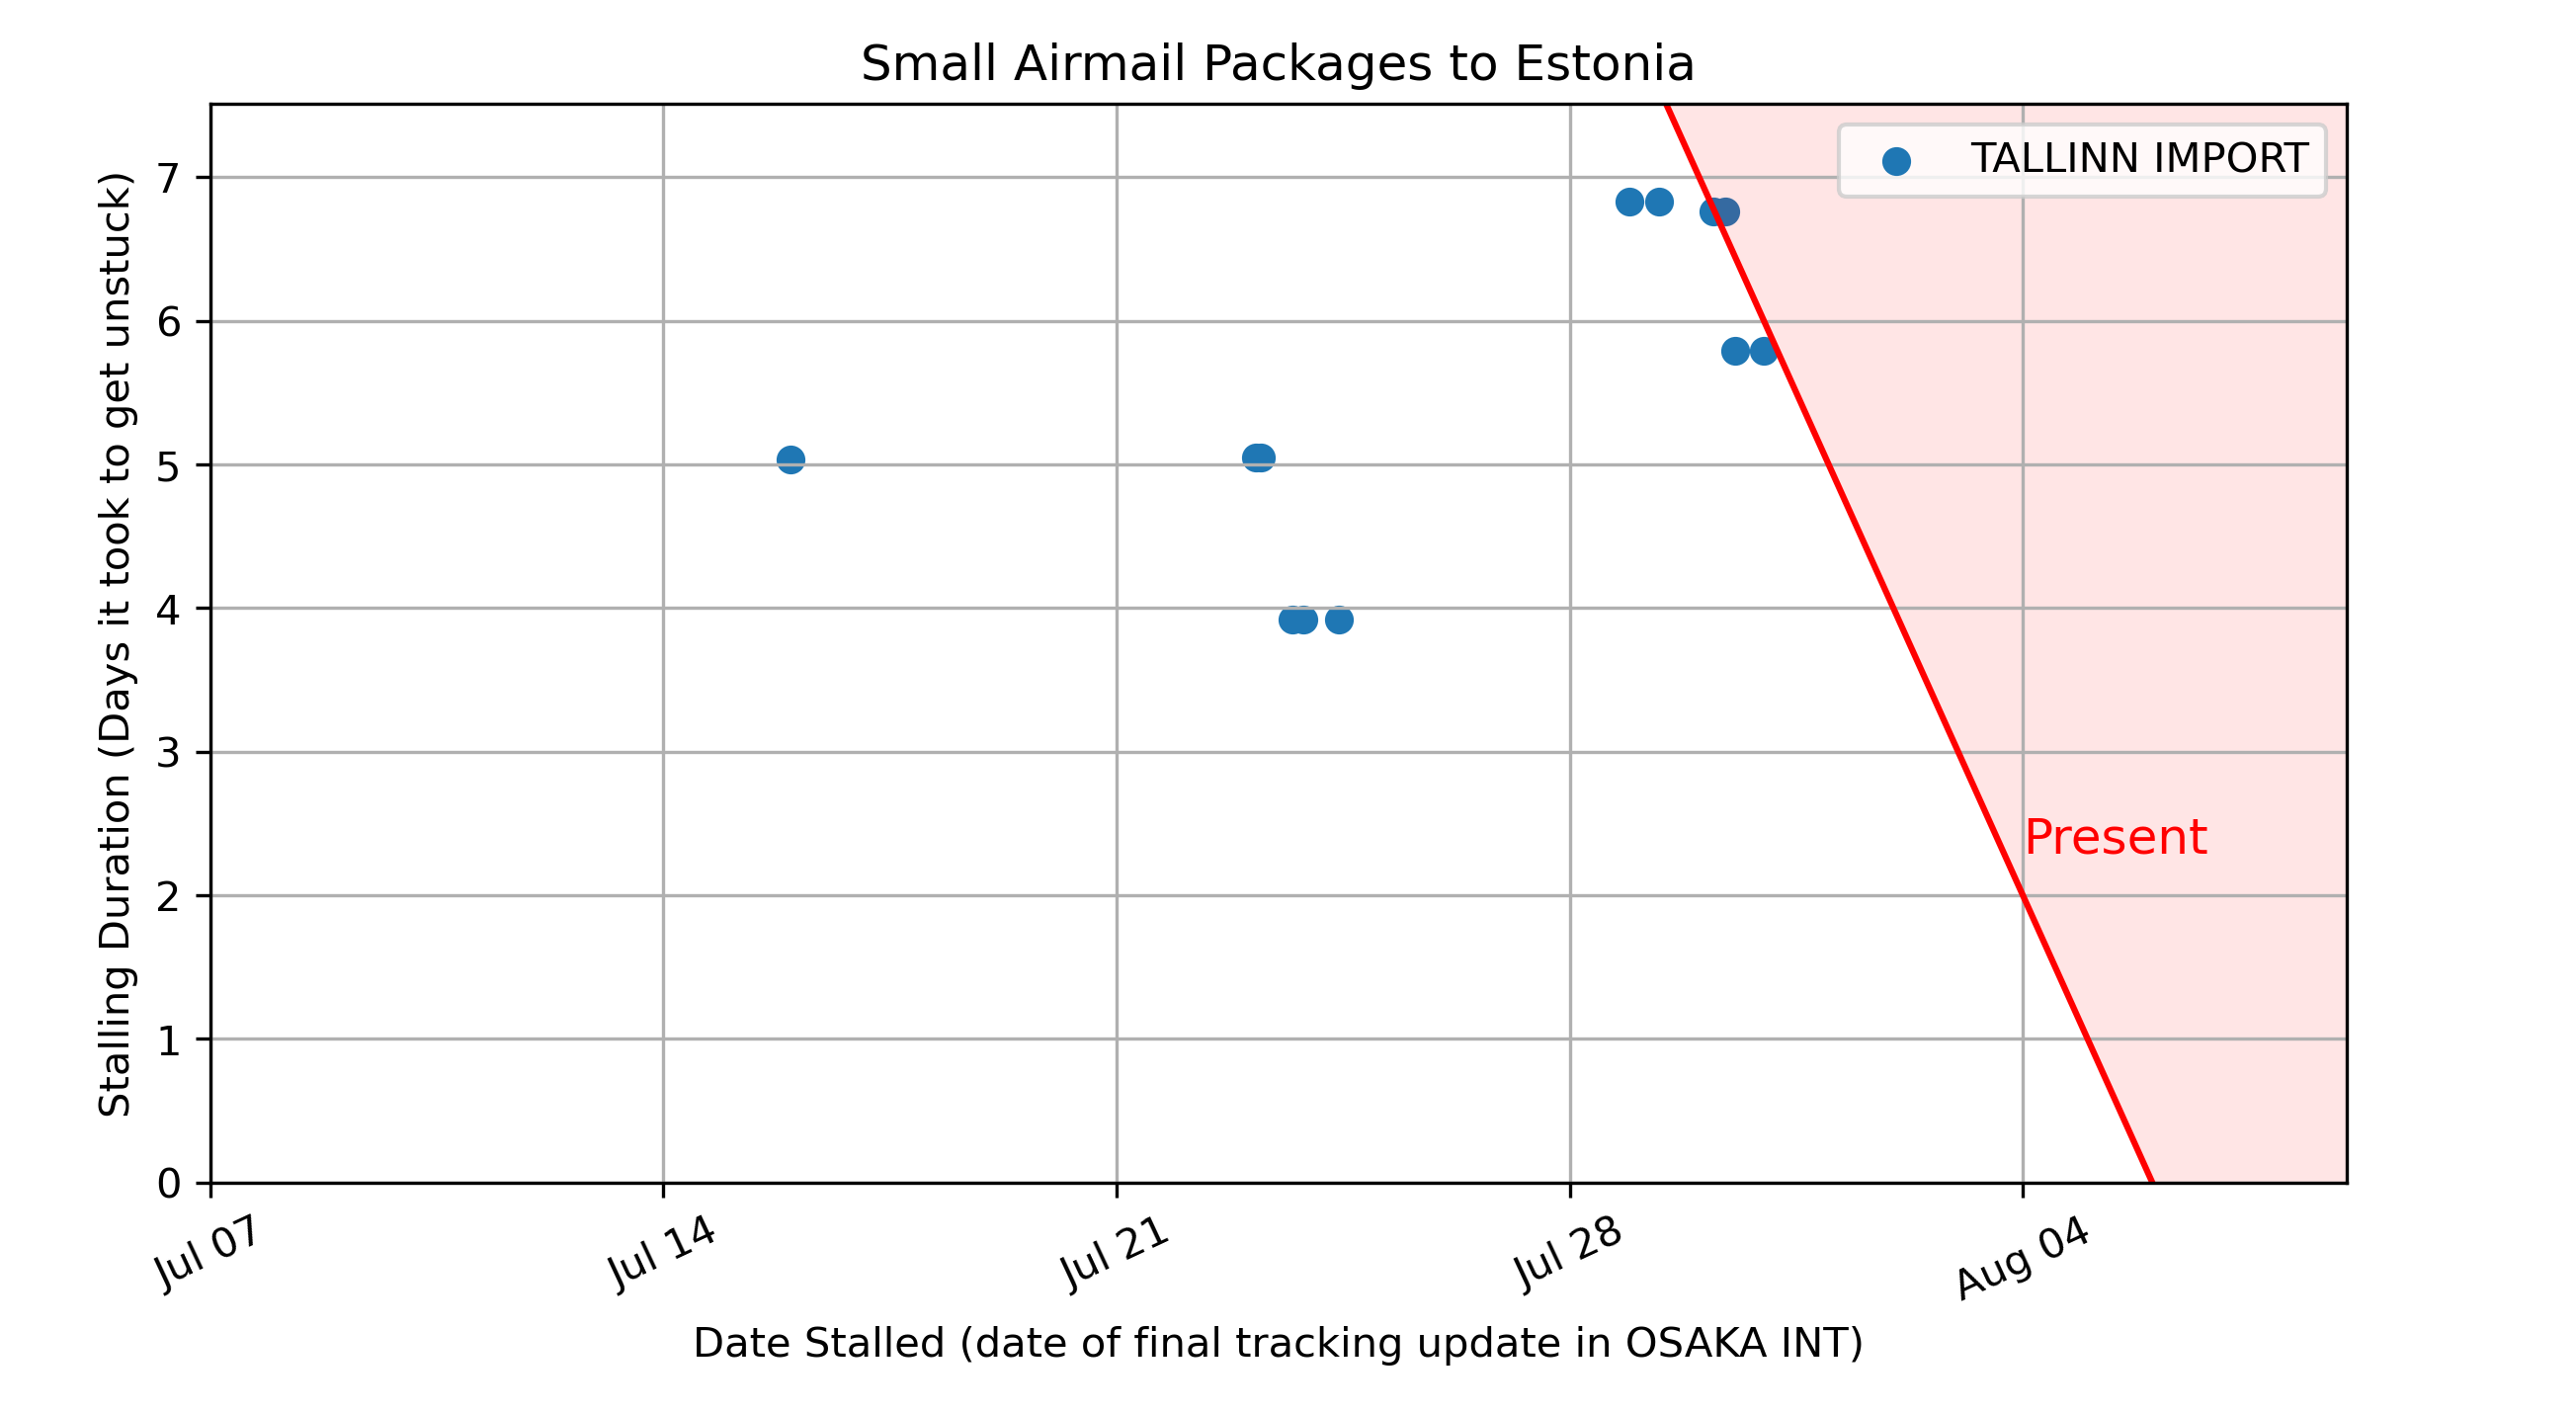 Small Airmail Packages to Estonia
TALLINN IMPORT
Stalling Duration (Days it took to get unstuck)
7
6
5
4
3
2
1
0
Present
Jul 07
Jul 14
Jul 21
Jul 28
Aug 04
Date Stalled (date of final tracking update in OSAKA INT)